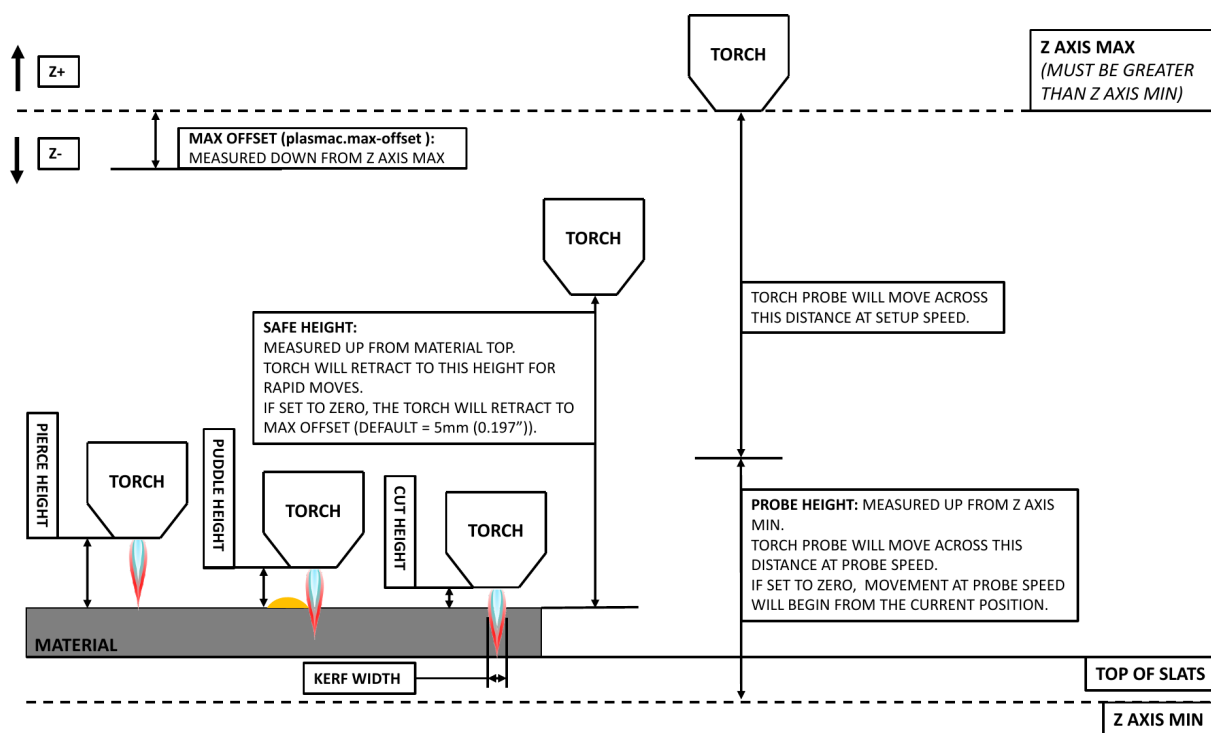 Z+
Z-
TORCH
Z AXIS MAX
(MUST BE GREATER
THAN Z AXIS MIN)
MAX OFFSET (plasmac.max-offset ):
MEASURED DOWN FROM Z AXIS MAX
TORCH
TORCH PROBE WILL MOVE ACROSS
THIS DISTANCE AT SETUP SPEED.
SAFE HEIGHT:
MEASURED UP FROM MATERIAL TOP.
TORCH WILL RETRACT TO THIS HEIGHT FOR
RAPID MOVES.
IF SET TO ZERO, THE TORCH WILL RETRACT TO
MAX OFFSET (DEFAULT = 5mm (0.197”)).
PIERCE HEIGHT
TORCH
PUDDLE HEIGHT
TORCH
CUT HEIGHT
TORCH
PROBE HEIGHT: MEASURED UP FROM Z AXIS
MIN.
TORCH PROBE WILL MOVE ACROSS THIS
DISTANCE AT PROBE SPEED.
IF SET TO ZERO, MOVEMENT AT PROBE SPEED
WILL BEGIN FROM THE CURRENT POSITION.
MATERIAL
KERF WIDTH
TOP OF SLATS
Z AXIS MIN